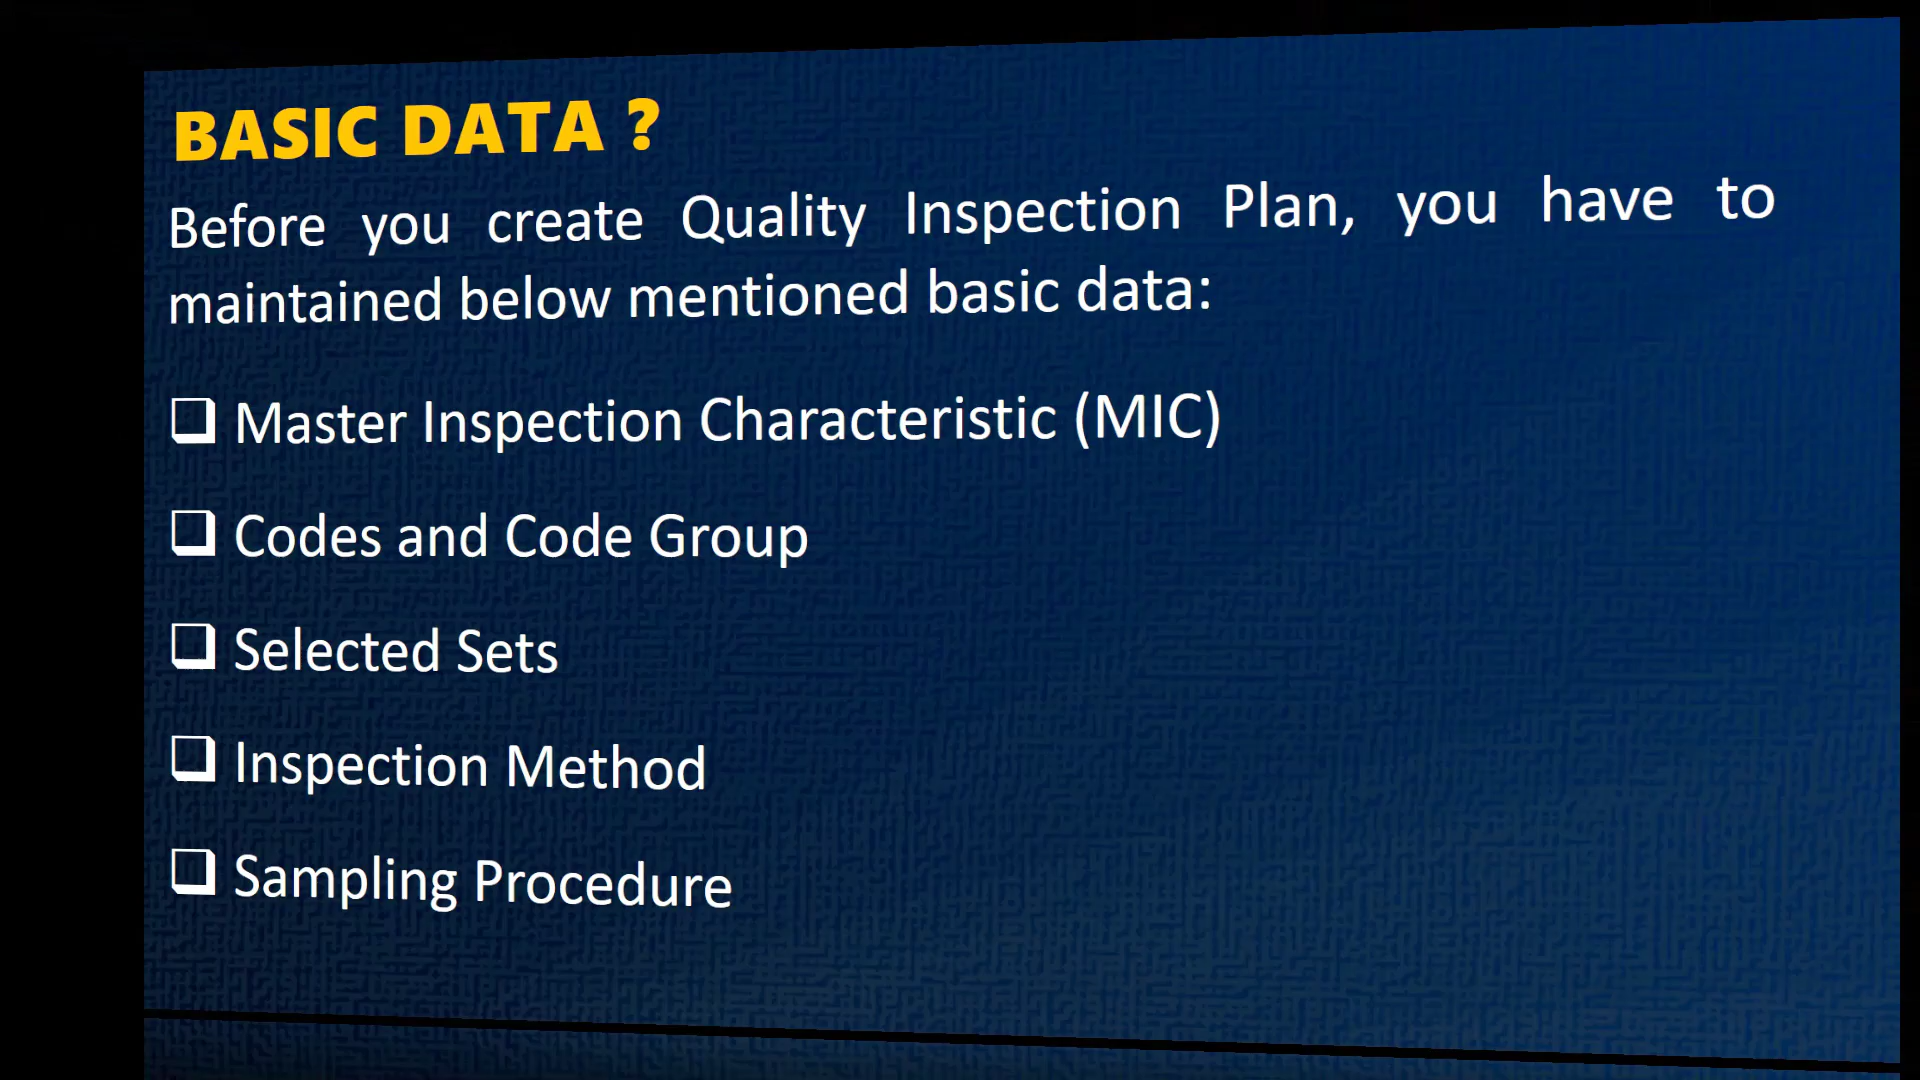 BASIC DATA ?
Before you create Quality Inspection Plan, you have to
maintained below mentioned basic data:
❑ Master Inspection Characteristic (MIC)
❑ Codes and Code Group
❑ Selected Sets
❑ Inspection Method
❑ Sampling Procedure